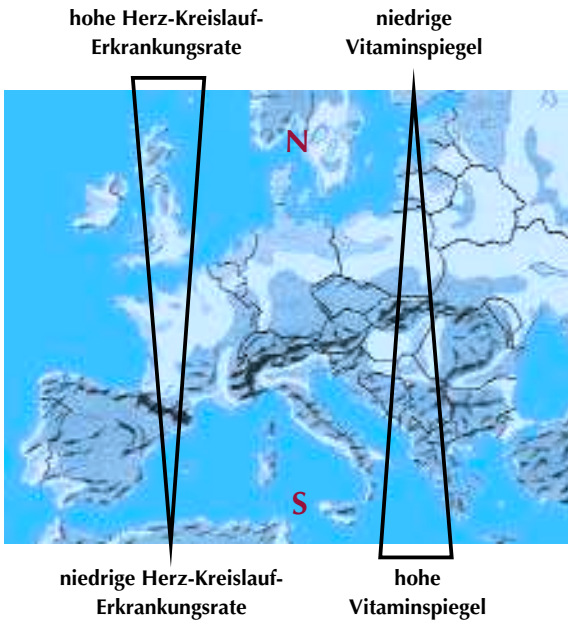 hohe Herz-Kreislauf-
Erkrankungsrate
niedrige
Vitaminspiegel
N
S
niedrige Herz-Kreislauf-
Erkrankungsrate
hohe
Vitaminspiegel